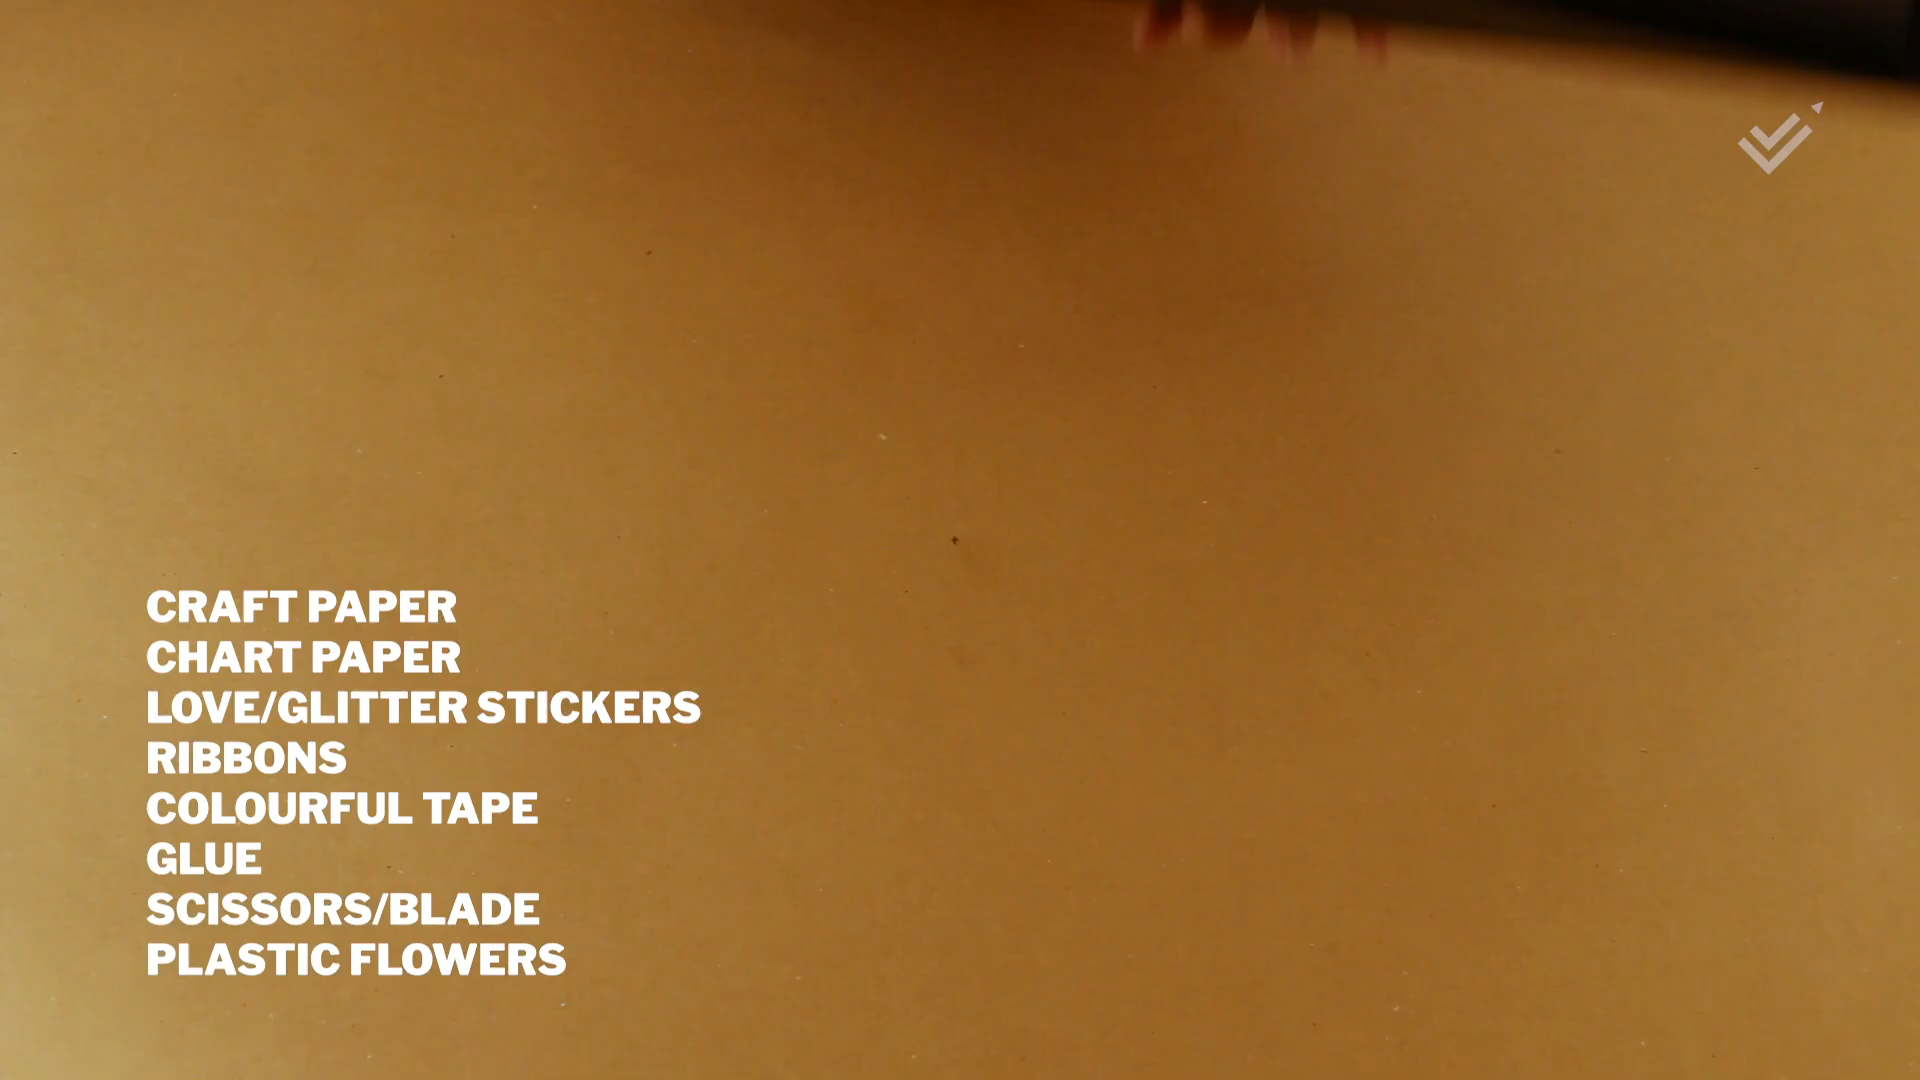 CRAFT PAPER
CHART PAPER
LOVE/GLITTER STICKERS
RIBBONS
COLOURFUL TAPE
GLUE
SCISSORS/BLADE
PLASTIC FLOWERS